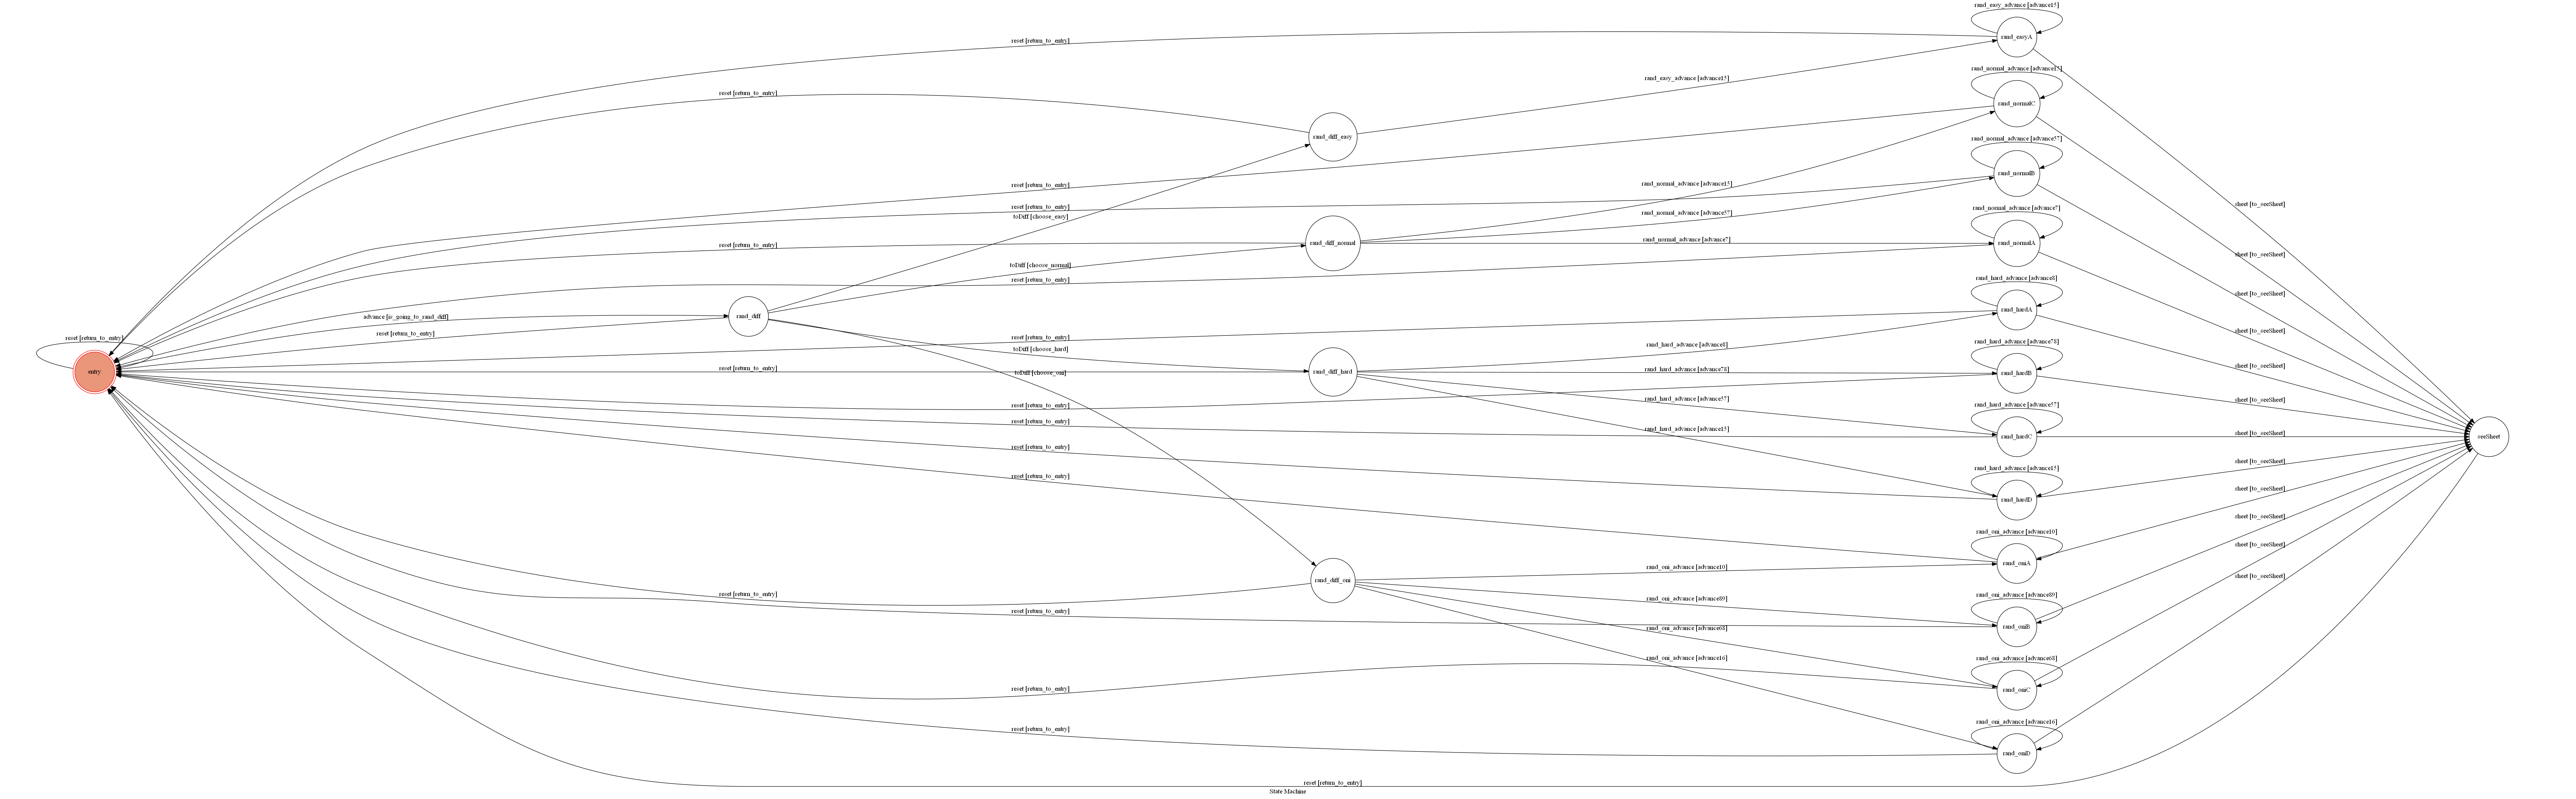 rand_easy_advance [advance15]
rand_easyA
reset [return_to_entry]
rand_normal_advance [advance15]
rand_easy_advance [advance15]
reset [return_to_entry]
rand_normalC
rand_diff_easy
rand_normal_advance [advance57]
rand_normalB
reset [return_to_entry]
rand_normal_advance [advance15]
sheet [to_seeSheet]
reset [return_to_entry]
rand_normal_advance [advance7]
toDiff [choose_easy]
rand_normal_advance [advance57]
reset [return_to_entry]
rand_diff_normal
rand_normal_advance [advance7]
rand_normalA
sheet [to_seeSheet]
toDiff [choose_normal]
reset [return_to_entry]
rand_hard_advance [advance8]
sheet [to_seeSheet]
rand_hardA
advance [is_going_to_rand_diff]
rand_diff
reset [return_to_entry]
sheet [to_seeSheet]
reset [return_to_entry]
reset [return_to_entry]
rand_hard_advance [advance8]
rand_hard_advance [advance78]
toDiff [choose_hard]
sheet [to_seeSheet]
entry
reset [return_to_entry]
toDiff [choose_oni]
rand_diff_hard
rand_hard_advance [advance78]
rand_hardB
rand_hard_advance [advance57]
sheet [to_seeSheet]
reset [return_to_entry]
rand_hard_advance [advance57]
reset [return_to_entry]
rand_hard_advance [advance15]
rand_hardC
sheet [to_seeSheet]
seeSheet
reset [return_to_entry]
rand_hard_advance [advance15]
sheet [to_seeSheet]
reset [return_to_entry]
rand_hardD
sheet [to_seeSheet]
sheet [to_seeSheet]
rand_oni_advance [advance10]
sheet [to_seeSheet]
rand_oniA
rand_oni_advance [advance10]
rand_diff_oni
sheet [to_seeSheet]
reset [return_to_entry]
rand_oni_advance [advance89]
rand_oni_advance [advance89]
reset [return_to_entry]
rand_oniB
rand_oni_advance [advance68]
rand_oni_advance [advance16]
rand_oni_advance [advance68]
reset [return_to_entry]
rand_oniC
rand_oni_advance [advance16]
reset [return_to_entry]
rand_oniD
reset [return_to_entry]
State Machine